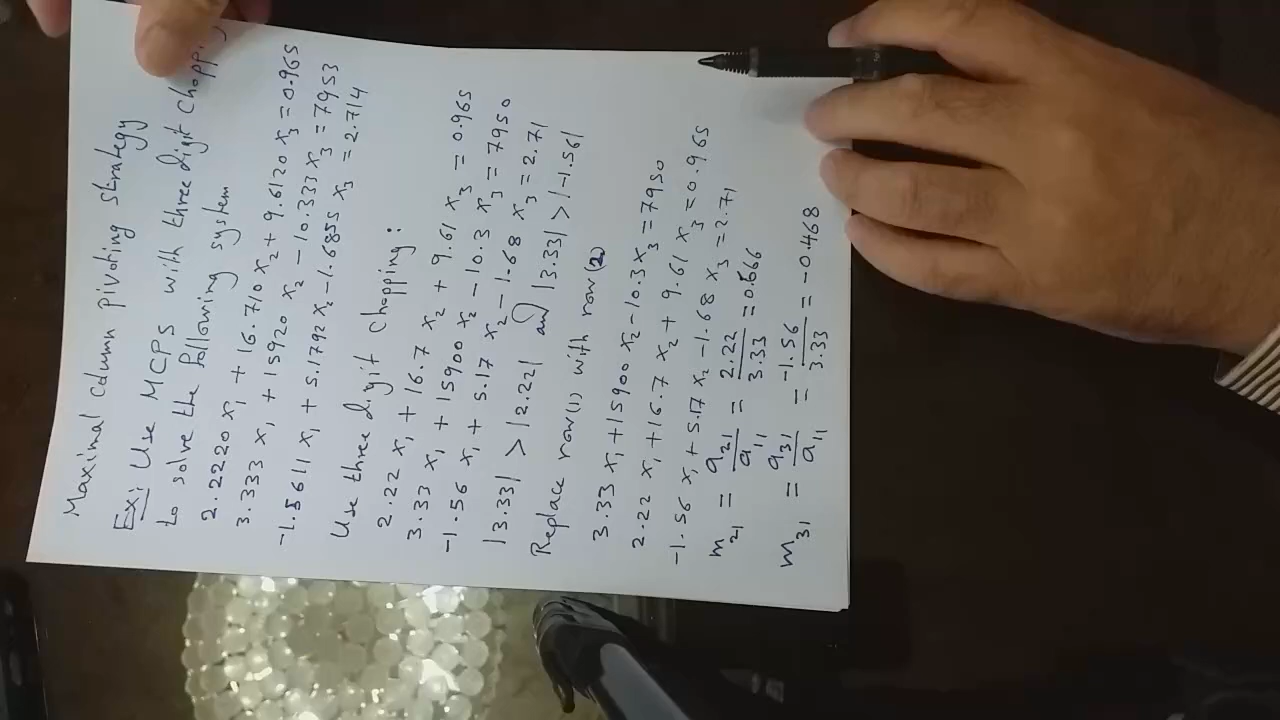 Maximal column pivoting strategy
Ex: Use MCPS with three digit chopping
to solve the following system
2.2220 x₁ + 16.710 x₂ + 9.6120 x₃ = 0.965
3.333 x₁ + 15920 x₂ - 10.333 x₃ = 7953
-1.5611 x₁ + 5.1792 x₂ - 1.6855 x₃ = 2.714
Use three digit chopping:
2.22 x₁ + 16.7 x₂ + 9.61 x₃ = 0.965
3.33 x₁ + 15900 x₂ - 10.3 x₃ = 7950
-1.56 x₁ + 5.17 x₂ - 1.68 x₃ = 2.71
|3.33| > |2.22| and |3.33| > |-1.56|
Replace row(1) with row(2)
3.33 x₁ + 15900 x₂ - 10.3 x₃ = 7950
2.22 x₁ + 16.7 x₂ + 9.61 x₃ = 0.965
-1.56 x₁ + 5.17 x₂ - 1.68 x₃ = 2.71
m₂₁ = a₂₁/a₁₁ = 2.22/3.33 = 0.666
m₃₁ = a₃₁/a₁₁ = -1.56/3.33 = -0.468